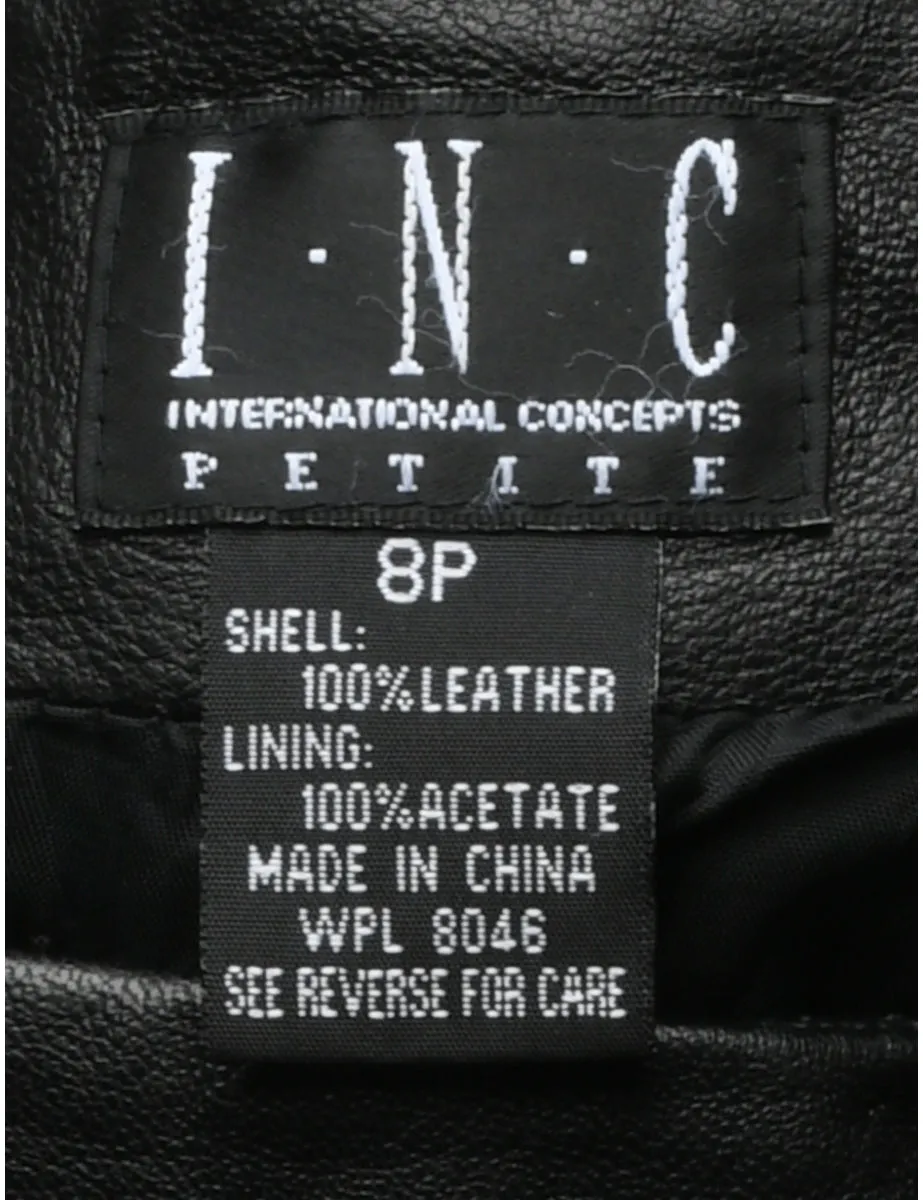 I·N·C
INTERNATIONAL CONCEPTS
PETITE
8P
SHELL:
100%LEATHER
LINING:
100%ACETATE
MADE IN CHINA
WPL 8046
SEE REVERSE FOR CARE